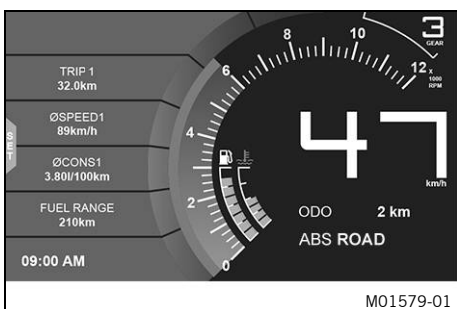 TRIP 1
32.0km
ØSPEED1
89km/h
ØCONS1
3.80l/100km
FUEL RANGE
210km
09:00 AM
SET
0
2
4
6
8
10
12
X
1000
RPM
3
GEAR
47
km/h
ODO 2 km
ABS ROAD
M01579-01